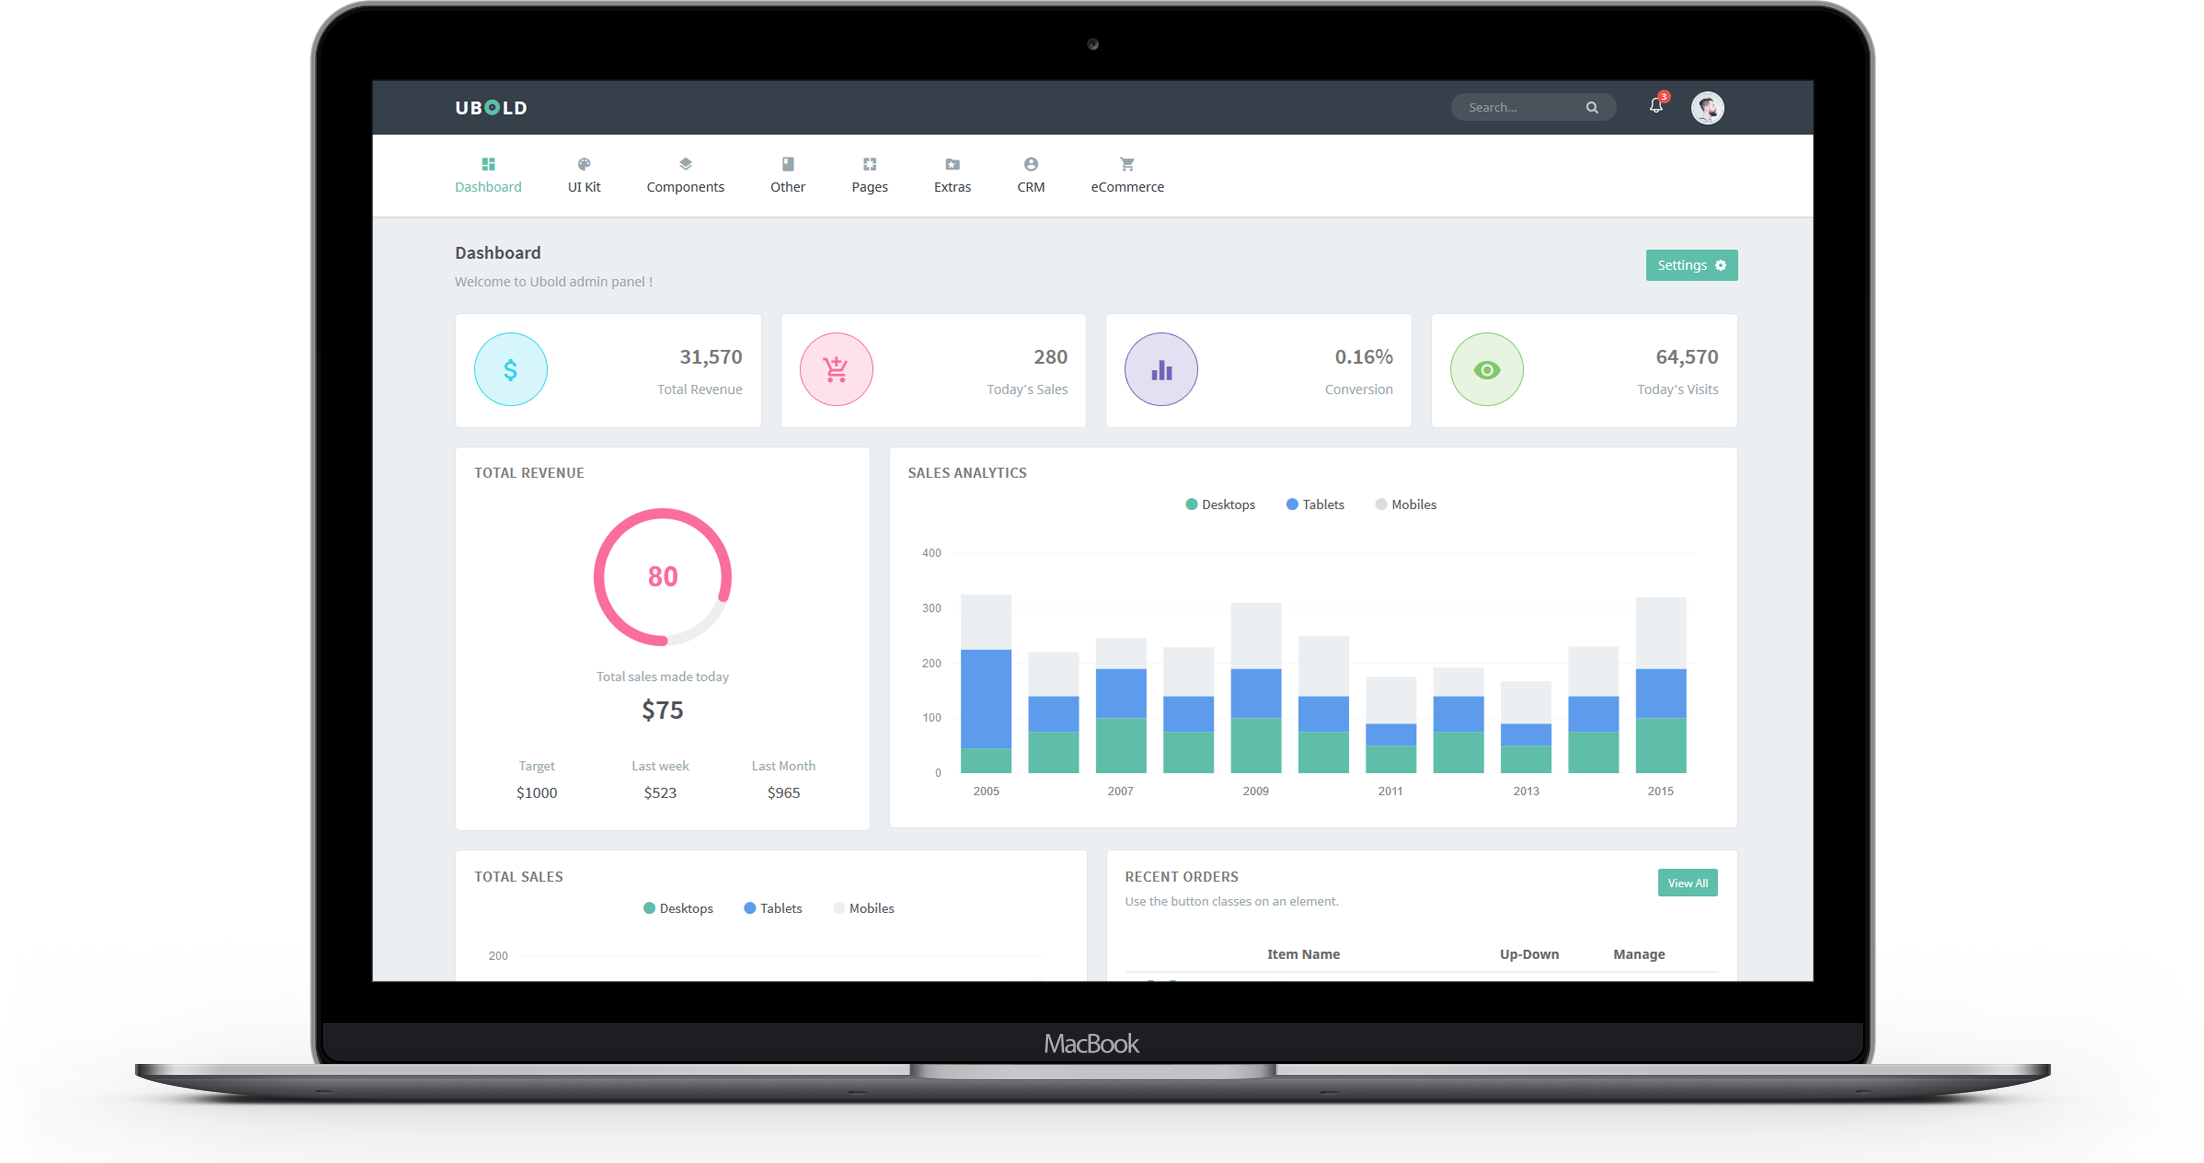 UBOLD
Search...
3
Dashboard
UI Kit
Components
Other
Pages
Extras
CRM
eCommerce
Dashboard
Welcome to Ubold admin panel !
Settings
$
31,570
Total Revenue
280
Today's Sales
0.16%
Conversion
64,570
Today's Visits
TOTAL REVENUE
80
Total sales made today
$75
Target
Last week
Last Month
$1000
$523
$965
SALES ANALYTICS
Desktops
Tablets
Mobiles
400
300
200
100
0
2005
2007
2009
2011
2013
2015
TOTAL SALES
Desktops
Tablets
Mobiles
200
RECENT ORDERS
Use the button classes on an element.
View All
Item Name
Up-Down
Manage
MacBook